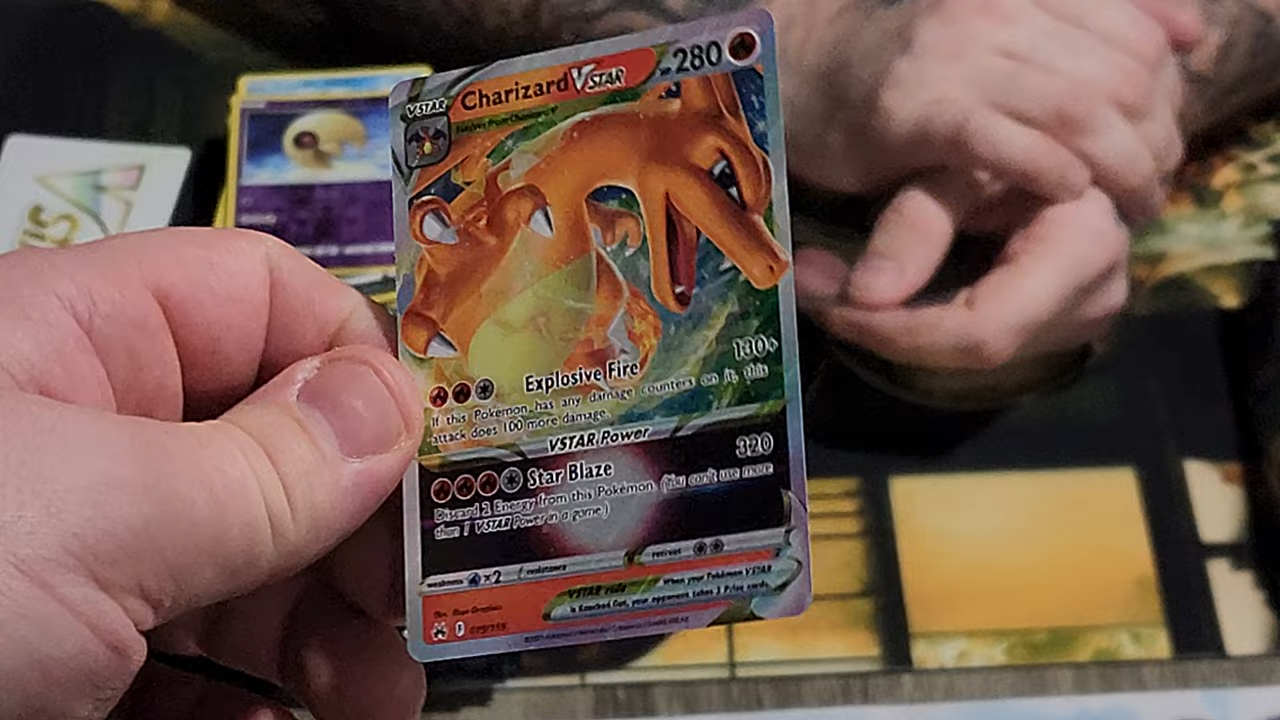 VSTAR
Charizard VSTAR
280
Evolves from Charizard V
130+
Explosive Fire
If this Pokémon has any damage counters on it, this
attack does 100 more damage.
VSTAR Power
320
Star Blaze
Discard 2 Energy from this Pokémon. (You can't use more
than 1 VSTAR Power in a game.)
weakness ×2 resistance retreat
VSTAR rule When your Pokémon VSTAR
is Knocked Out, your opponent takes 2 Prize cards.